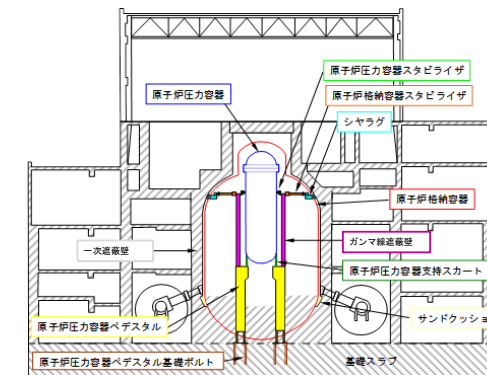 原子炉圧力容器スタビライザ
原子炉圧力容器
原子炉格納容器スタビライザ
シヤラグ
原子炉格納容器
一次遮蔽壁
ガンマ線遮蔽壁
原子炉圧力容器支持スカート
原子炉圧力容器ペデスタル
サンドクッショ
原子炉圧力容器ペデスタル基礎ボルト
基礎スラブ